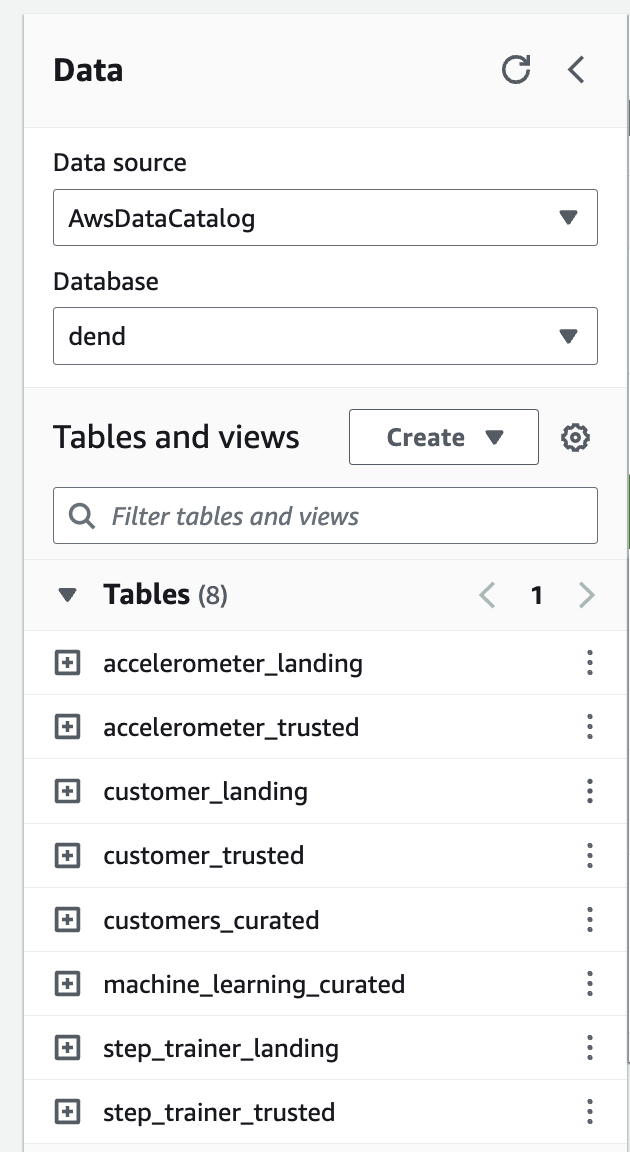 Data
Data source
AwsDataCatalog
Database
dend
Tables and views
Create
Filter tables and views
Tables (8)
1
accelerometer_landing
accelerometer_trusted
customer_landing
customer_trusted
customers_curated
machine_learning_curated
step_trainer_landing
step_trainer_trusted